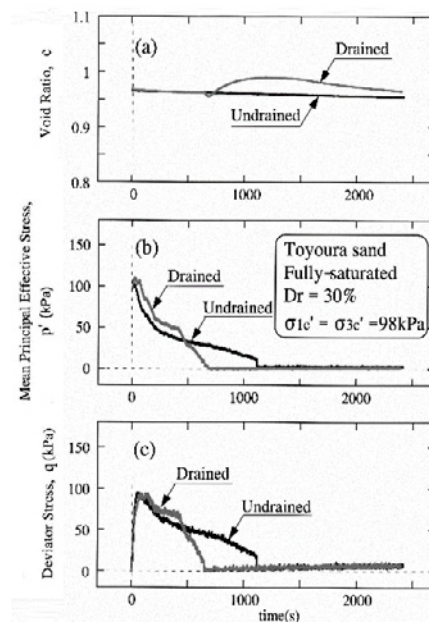 1.1
1
0.9
0.8
Void Ratio, c
(a)
Drained
Undrained
0 1000 2000
Mean Principal Effective Stress,
p' (kPa)
150
100
50
0
(b)
Drained
Undrained
Toyoura sand
Fully-saturated
Dr = 30%
σ1c' = σ3c' =98kPa
0 1000 2000
Deviator Stress, q (kPa)
150
100
50
0
(c)
Drained
Undrained
0 1000 2000
time(s)